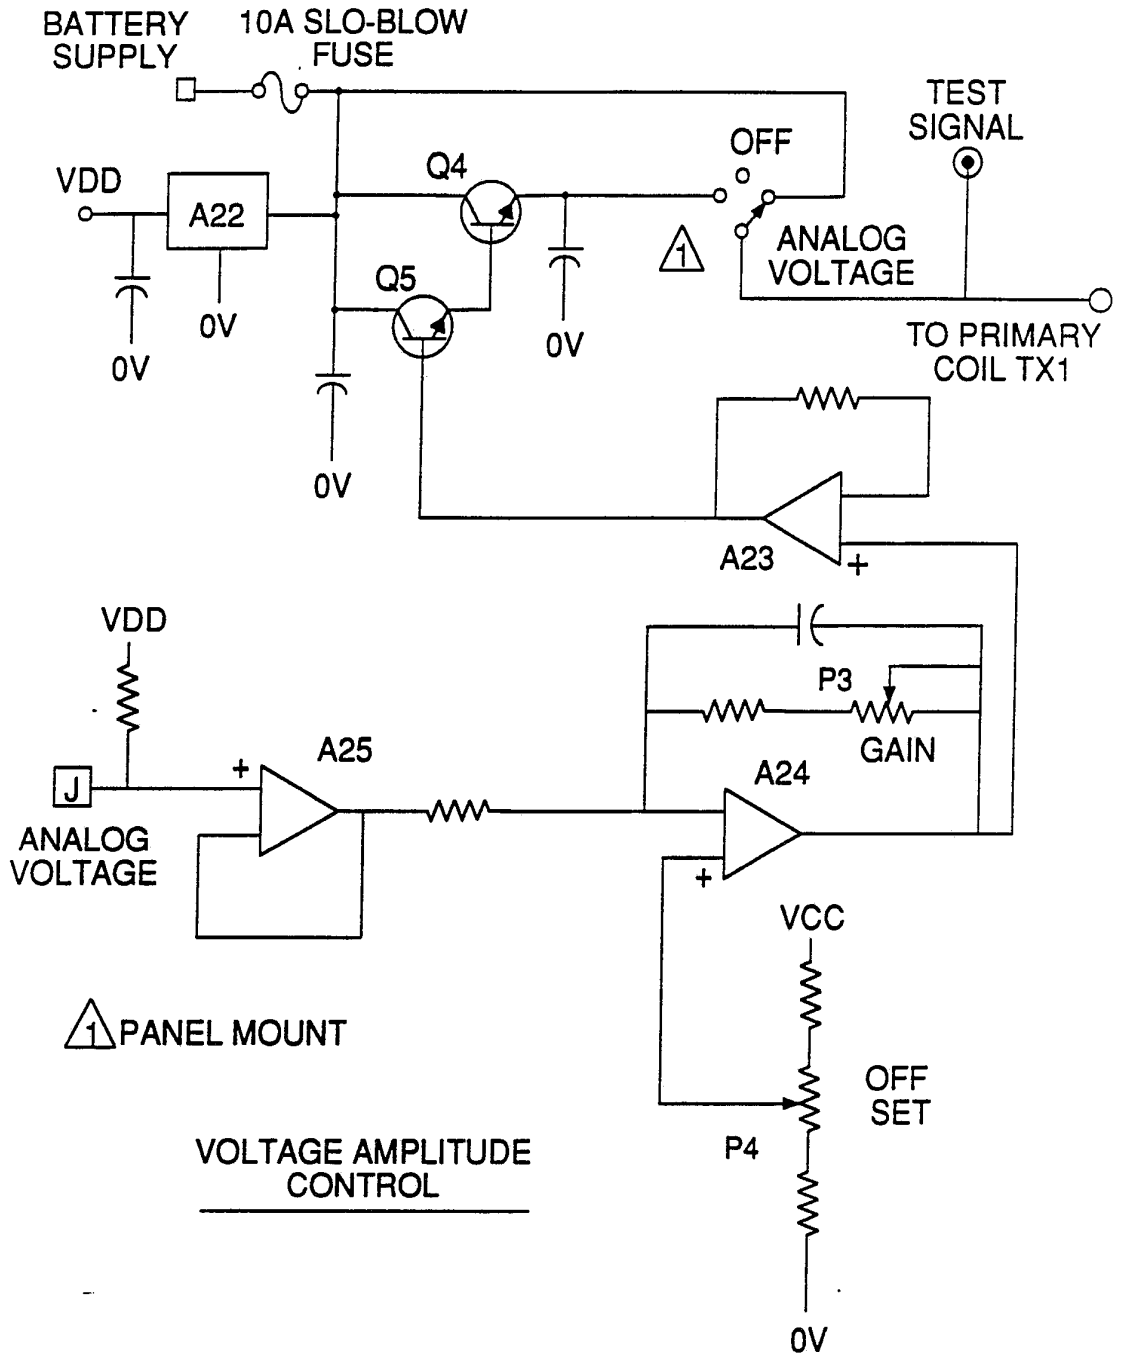 BATTERY
SUPPLY
10A SLO-BLOW
FUSE
TEST
SIGNAL
OFF
Q4
VDD
A22
1
ANALOG
VOLTAGE
Q5
0V
0V
0V
TO PRIMARY
COIL TX1
0V
A23
+
VDD
P3
GAIN
A25
+
A24
J
ANALOG
VOLTAGE
+
VCC
1 PANEL MOUNT
OFF
SET
P4
VOLTAGE AMPLITUDE
CONTROL
0V